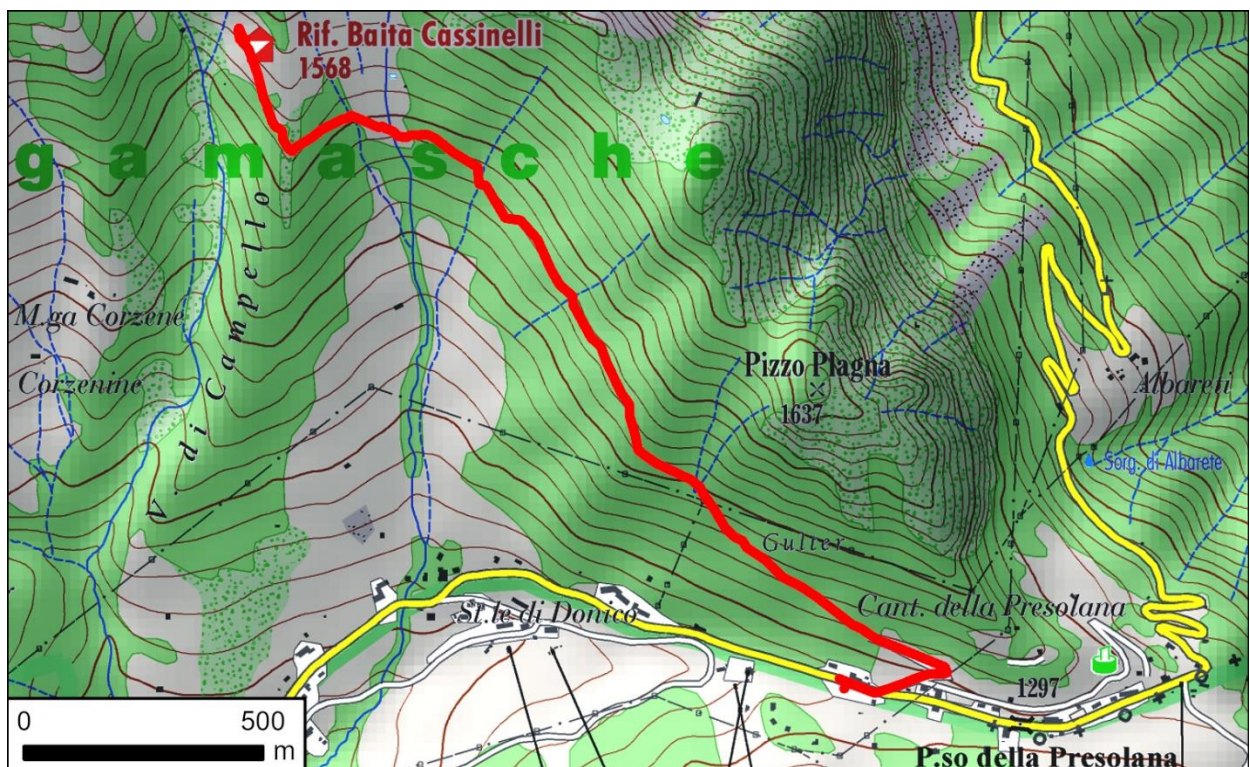 Rif. Baita Cassinelli
1568
g a m a s c h e
V. di Campello
M.ga Corzene
Corzenine
Pizzo Plagna
1637
Albareti
Sorg. di Albarete
Gulter
Cant. della Presolana
St.le di Donico
1297
P.so della Presolana
0 500
m